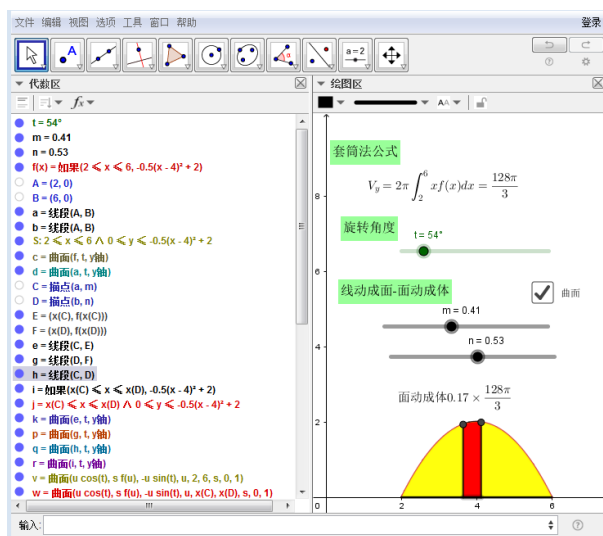 文件 编辑 视图 选项 工具 窗口 帮助 登录
A a=2
代数区
绘图区
fx AA
t = 54°
m = 0.41
n = 0.53
f(x) = 如果(2 ⩽ x ⩽ 6, -0.5(x - 4)² + 2)
A = (2, 0)
B = (6, 0)
a = 线段(A, B)
b = 线段(A, B)
S: 2 ⩽ x ⩽ 6 ∧ 0 ⩽ y ⩽ -0.5(x - 4)² + 2
c = 曲面(f, t, y轴)
d = 曲面(a, t, y轴)
C = 描点(a, m)
D = 描点(b, n)
E = (x(C), f(x(C)))
F = (x(D), f(x(D)))
e = 线段(C, E)
g = 线段(D, F)
h = 线段(C, D)
i = 如果(x(C) ⩽ x ⩽ x(D), -0.5(x - 4)² + 2)
j = x(C) ⩽ x ⩽ x(D) ∧ 0 ⩽ y ⩽ -0.5(x - 4)² + 2
k = 曲面(e, t, y轴)
p = 曲面(g, t, y轴)
q = 曲面(h, t, y轴)
r = 曲面(i, t, y轴)
v = 曲面(u cos(t), s f(u), -u sin(t), u, 2, 6, s, 0, 1)
w = 曲面(u cos(t), s f(u), -u sin(t), u, x(C), x(D), s, 0, 1)
套筒法公式
V_y = 2π∫₂⁶ xf(x)dx = 128π/3
8
旋转角度
t = 54°
6
线动成面-面动成体
曲面
m = 0.41
n = 0.53
4
面动成体0.17 × 128π/3
2
0 2 4 6
输入: